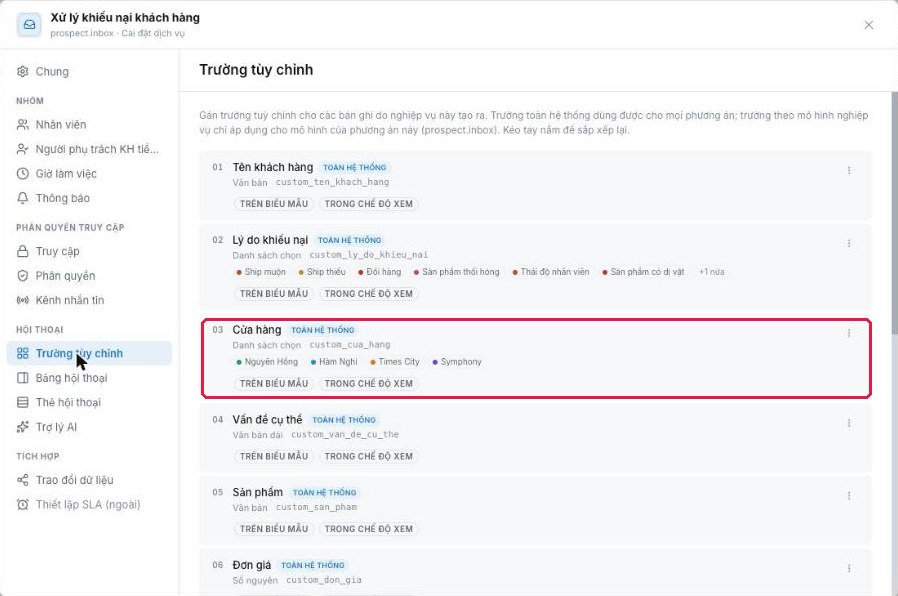 Xử lý khiếu nại khách hàng
prospect.inbox · Cài đặt dịch vụ
Chung
NHÓM
Nhân viên
Người phụ trách KH tiề...
Giờ làm việc
Thông báo
PHÂN QUYỀN TRUY CẬP
Truy cập
Phân quyền
Kênh nhắn tin
HỘI THOẠI
Trường tùy chỉnh
Bảng hội thoại
Thẻ hội thoại
Trợ lý AI
TÍCH HỢP
Trao đổi dữ liệu
Thiết lập SLA (ngoài)
Trường tùy chỉnh
Gán trường tuỳ chỉnh cho các bản ghi do nghiệp vụ này tạo ra. Trường toàn hệ thống dùng được cho mọi phương án; trường theo mô hình nghiệp
vụ chỉ áp dụng cho mô hình của phương án này (prospect.inbox). Kéo tay nắm để sắp xếp lại.
01 Tên khách hàng TOÀN HỆ THỐNG
Văn bản custom_ten_khach_hang
TRÊN BIỂU MẪU TRONG CHẾ ĐỘ XEM
02 Lý do khiếu nại TOÀN HỆ THỐNG
Danh sách chọn custom_ly_do_khieu_nai
Ship muộn Ship thiếu Đổi hàng Sản phẩm thối hỏng Thái độ nhân viên Sản phẩm có dị vật +1 nữa
TRÊN BIỂU MẪU TRONG CHẾ ĐỘ XEM
03 Cửa hàng TOÀN HỆ THỐNG
Danh sách chọn custom_cua_hang
Nguyên Hồng Hàm Nghi Times City Symphony
TRÊN BIỂU MẪU TRONG CHẾ ĐỘ XEM
04 Vấn đề cụ thể TOÀN HỆ THỐNG
Văn bản dài custom_van_de_cu_the
TRÊN BIỂU MẪU TRONG CHẾ ĐỘ XEM
05 Sản phẩm TOÀN HỆ THỐNG
Văn bản custom_san_pham
TRÊN BIỂU MẪU TRONG CHẾ ĐỘ XEM
06 Đơn giá TOÀN HỆ THỐNG
Số nguyên custom_don_gia